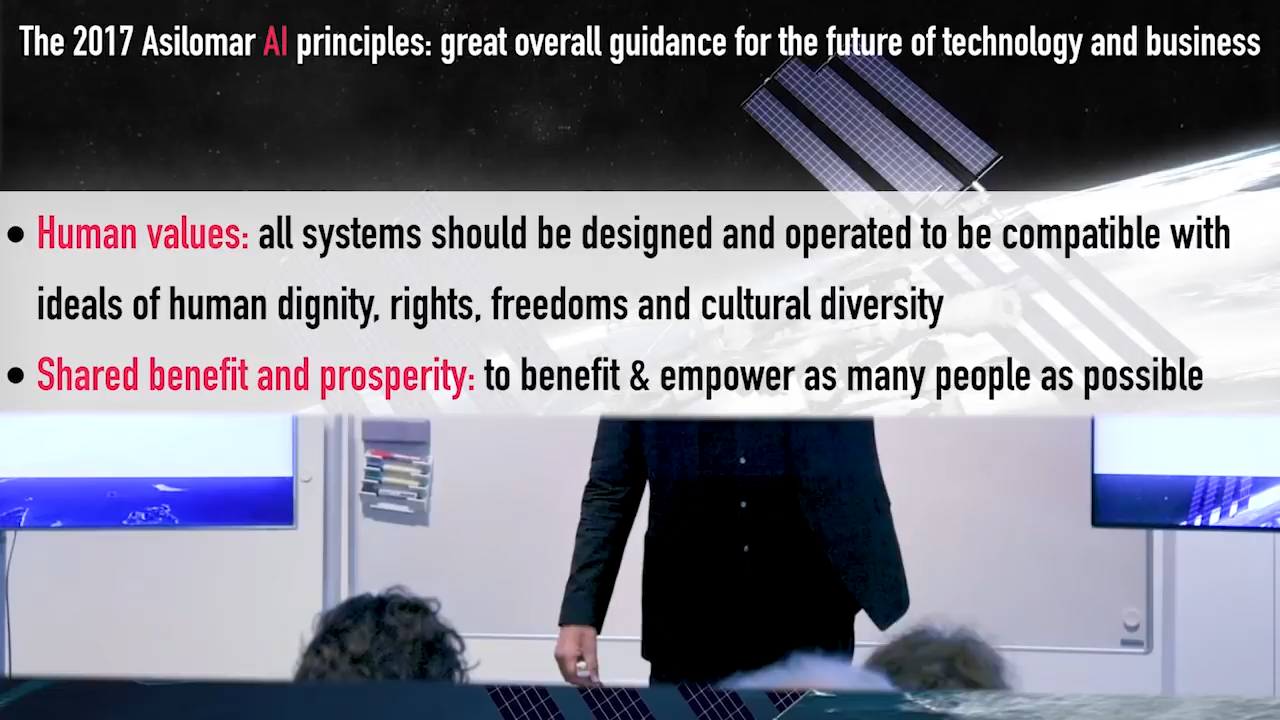 The 2017 Asilomar AI principles: great overall guidance for the future of technology and business
• Human values: all systems should be designed and operated to be compatible with
ideals of human dignity, rights, freedoms and cultural diversity
• Shared benefit and prosperity: to benefit & empower as many people as possible